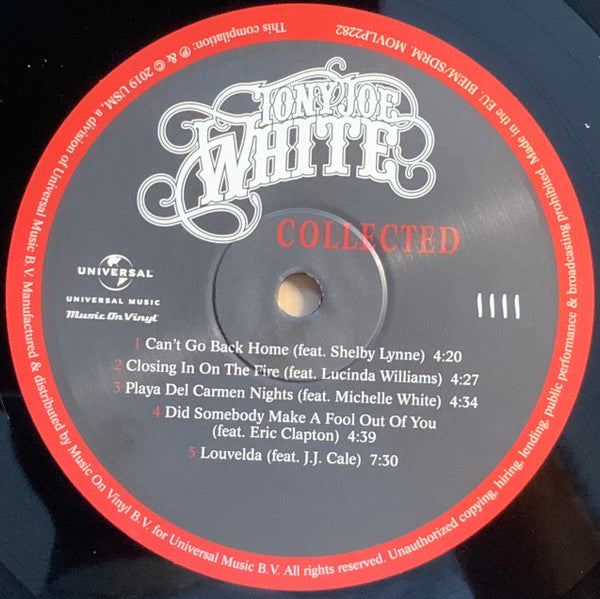 TONY JOE
WHITE
COLLECTED
UNIVERSAL
UNIVERSAL MUSIC
Music On Vinyl
IIII
1 Can't Go Back Home (feat. Shelby Lynne) 4:20
2 Closing In On The Fire (feat. Lucinda Williams) 4:27
3 Playa Del Carmen Nights (feat. Michelle White) 4:34
4 Did Somebody Make A Fool Out Of You
(feat. Eric Clapton) 4:39
5 Louvelda (feat. J.J. Cale) 7:30
This compilation: ℗ & © 2019 USM, a division of Universal Music B.V. Manufactured & distributed by Music On Vinyl B.V. for Universal Music B.V. All rights reserved. Unauthorized copying, hiring, lending, public performance & broadcasting prohibited. Made in the EU. BIEM/SDRM. MOVLP2282